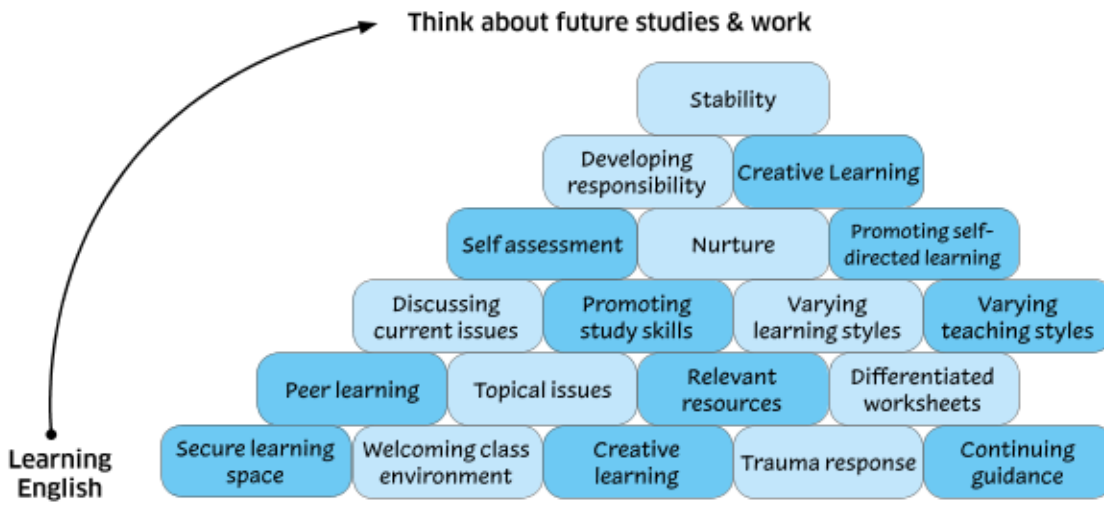 Think about future studies & work
Stability
Developing
responsibility
Creative Learning
Self assessment
Nurture
Promoting self-
directed learning
Discussing
current issues
Promoting
study skills
Varying
learning styles
Varying
teaching styles
Peer learning
Topical issues
Relevant
resources
Differentiated
worksheets
Learning
English
Secure learning
space
Welcoming class
environment
Creative
learning
Trauma response
Continuing
guidance